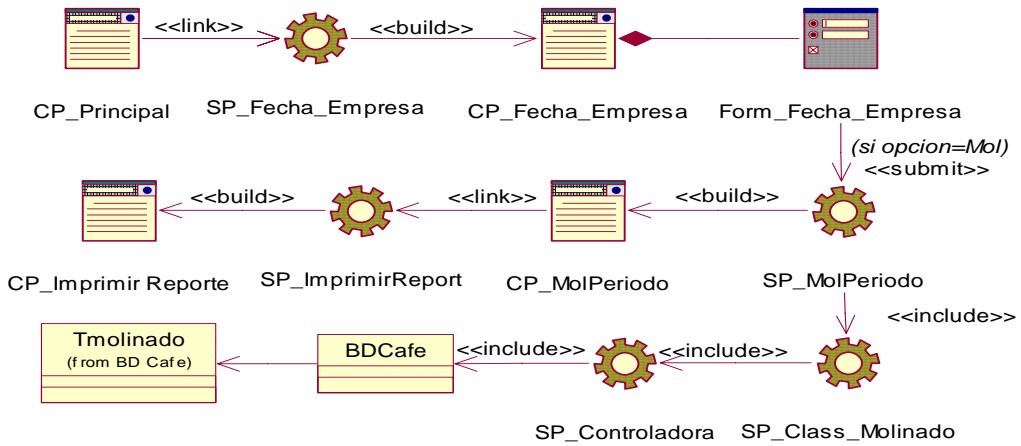 <<link>>
<<build>>
CP_Principal
SP_Fecha_Empresa
CP_Fecha_Empresa
Form_Fecha_Empresa
(si opcion=Mol)
<<submit>>
<<build>>
<<link>>
<<build>>
CP_Imprimir Reporte
SP_ImprimirReport
CP_MolPeriodo
SP_MolPeriodo
<<include>>
Tmolinado
(from BD Cafe)
BDCafe
<<include>>
<<include>>
SP_Controladora
SP_Class_Molinado